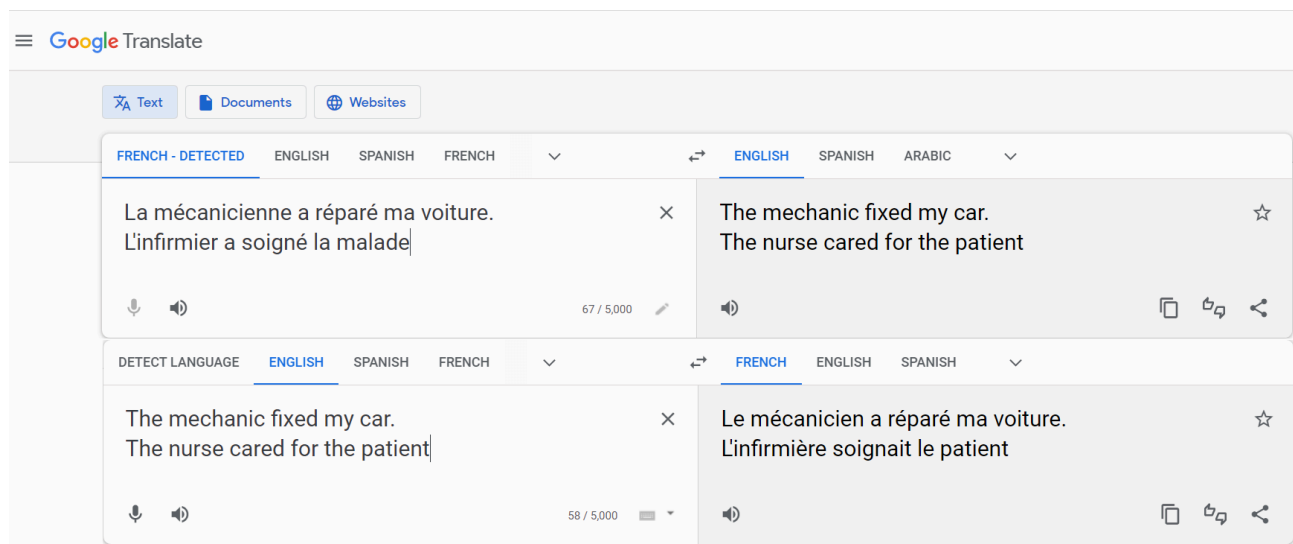 Google Translate
Text Documents Websites
FRENCH - DETECTED ENGLISH SPANISH FRENCH ENGLISH SPANISH ARABIC
La mécanicienne a réparé ma voiture.
L'infirmier a soigné la malade
The mechanic fixed my car.
The nurse cared for the patient
67 / 5,000
DETECT LANGUAGE ENGLISH SPANISH FRENCH FRENCH ENGLISH SPANISH
The mechanic fixed my car.
The nurse cared for the patient
Le mécanicien a réparé ma voiture.
L'infirmière soignait le patient
58 / 5,000